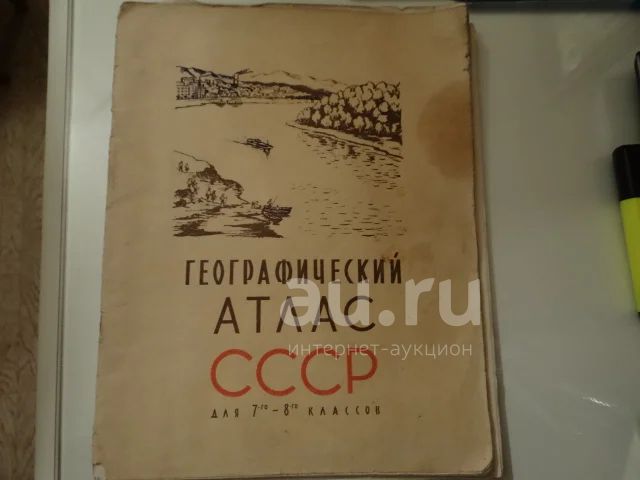 ГЕОГРАФИЧЕСКИЙ
АТЛАС
au.ru
интернет-аукцион
СССР
ДЛЯ 7-го - 8-го КЛАССОВ